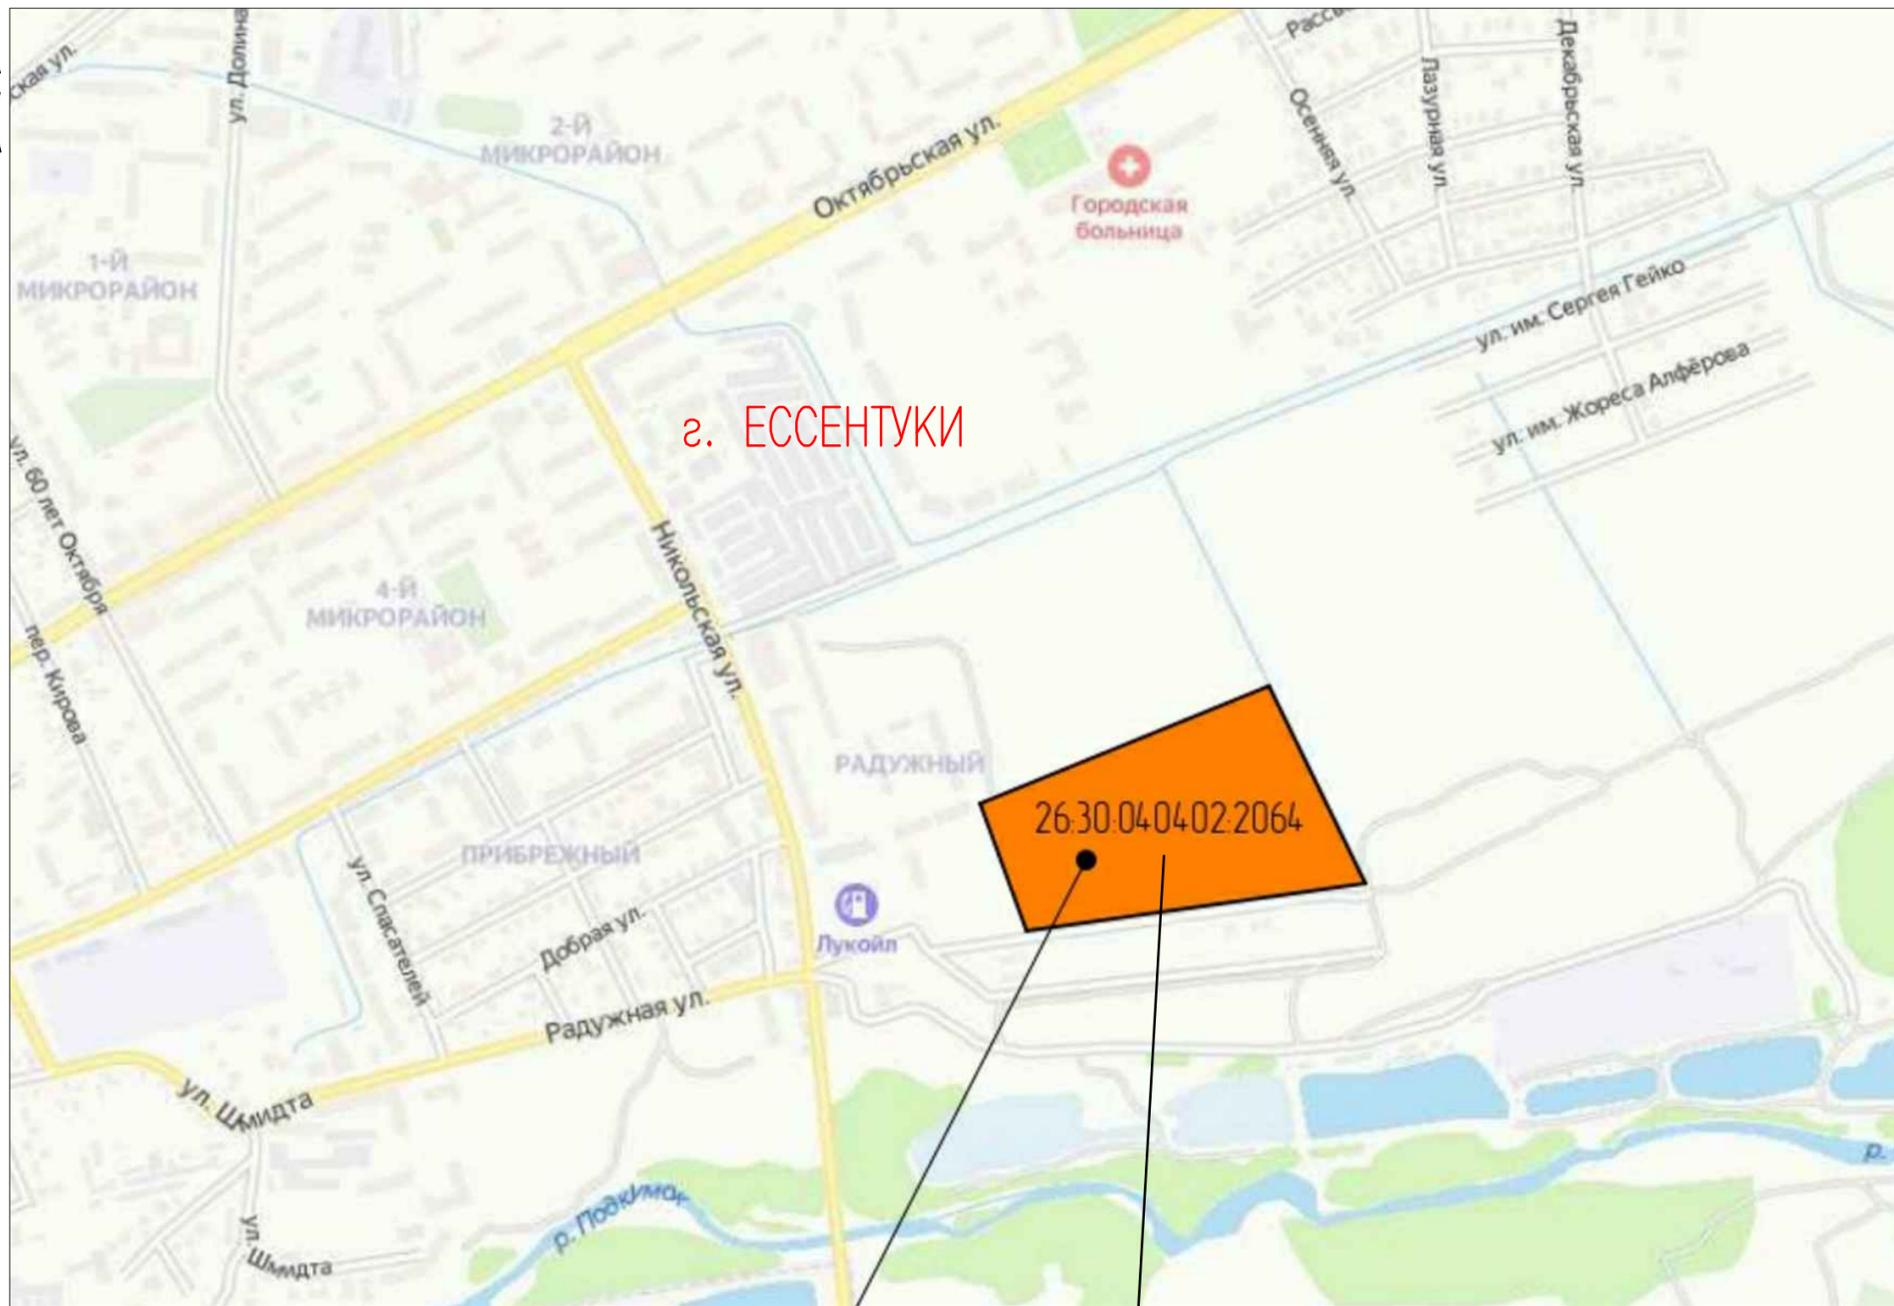 ская ул.
ул. Долина
2-Й
МИКРОРАЙОН
Октябрьская ул.
Городская
больница
Рассв
Осенняя ул.
Лазурная ул.
Декабрьская ул.
1-Й
МИКРОРАЙОН
ул. им. Сергея Гейко
ул. им. Жореса Алфёрова
г. ЕССЕНТУКИ
ул. 60 лет Октября
пер. Кирова
4-Й
МИКРОРАЙОН
Никольская ул.
РАДУЖНЫЙ
26:30:040402:2064
ПРИБРЕЖНЫЙ
ул. Спасателей
Добрая ул.
Лукойл
Радужная ул.
ул. Шмидта
р. Подкумок
р.
ул. Шмидта